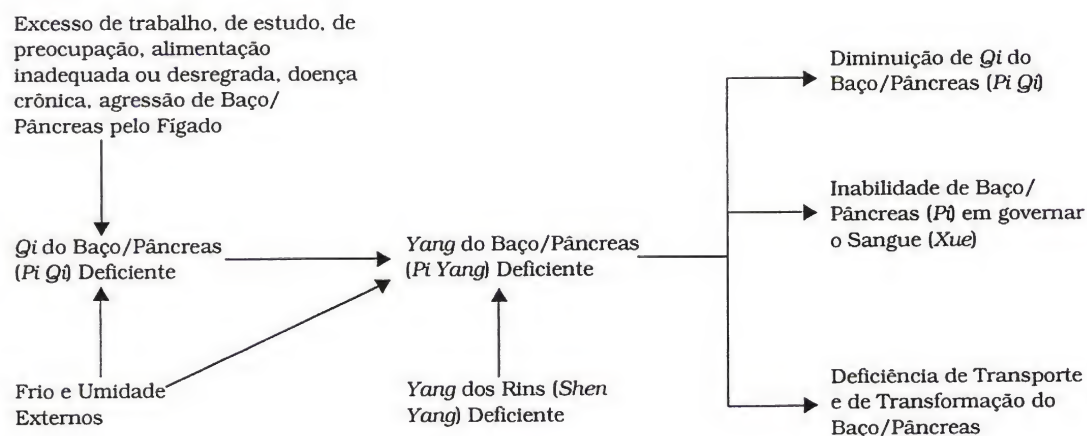 Excesso de trabalho, de estudo, de
preocupação, alimentação
inadequada ou desregrada, doença
crônica, agressão de Baço/
Pâncreas pelo Fígado
Diminuição de Qi do
Baço/Pâncreas (Pi Qi)
Inabilidade de Baço/
Pâncreas (Pi) em governar
o Sangue (Xue)
Qi do Baço/Pâncreas
(Pi Qi) Deficiente
Yang do Baço/Pâncreas
(Pi Yang) Deficiente
Frio e Umidade
Externos
Yang dos Rins (Shen
Yang) Deficiente
Deficiência de Transporte
e de Transformação do
Baço/Pâncreas